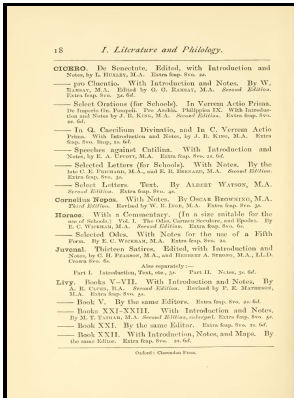 18 I. Literature and Philology.
CICERO. De Senectute. Edited, with Introduction and
Notes, by L. HUXLEY, M.A. Extra fcap. 8vo. 2s.
—— pro Cluentio. With Introduction and Notes. By W.
RAMSAY, M.A. Edited by G. G. RAMSAY, M.A. Second Edition.
Extra fcap. 8vo. 3s. 6d.
—— Select Orations (for Schools). In Verrem Actio Prima.
De Imperio Gn. Pompeii. Pro Archia. Philippica IX. With Introduc-
tion and Notes by J. R. KING, M.A. Second Edition. Extra fcap. 8vo.
2s. 6d.
—— In Q. Caecilium Divinatio, and In C. Verrem Actio
Prima. With Introduction and Notes, by J. R. KING, M.A. Extra
fcap. 8vo, limp, 1s. 6d.
—— Speeches against Catilina. With Introduction and
Notes, by E. A. UPCOTT, M.A. Extra fcap. 8vo. 2s. 6d.
—— Selected Letters (for Schools). With Notes. By the
late C. E. PRICHARD, M.A., and E. R. BERNARD, M.A. Second Edition.
Extra fcap. 8vo. 3s.
—— Select Letters. Text. By ALBERT WATSON, M.A.
Second Edition. Extra fcap. 8vo. 4s.
Cornelius Nepos. With Notes. By OSCAR BROWNING, M.A.
Third Edition. Revised by W. R. INGE, M.A. Extra fcap. 8vo. 3s.
Horace. With a Commentary. (In a size suitable for the
use of Schools.) Vol. I. The Odes, Carmen Seculare, and Epodes. By
E. C. WICKHAM, M.A. Second Edition. Extra fcap. 8vo. 6s.
—— Selected Odes. With Notes for the use of a Fifth
Form. By E. C. WICKHAM, M.A. Extra fcap. 8vo. 2s.
Juvenal. Thirteen Satires. Edited, with Introduction and
Notes, by C. H. PEARSON, M.A., and HERBERT A. STRONG, M.A., LL.D.
Crown 8vo. 6s.
Also separately:—
Part I. Introduction, Text, etc., 3s. Part II. Notes, 3s. 6d.
Livy. Books V–VII. With Introduction and Notes. By
A. R. CLUER, B.A. Second Edition. Revised by P. E. MATHESON,
M.A. Extra fcap. 8vo. 5s.
—— Book V. By the same Editors. Extra fcap. 8vo. 2s. 6d.
—— Books XXI–XXIII. With Introduction and Notes.
By M. T. TATHAM, M.A. Second Edition, enlarged. Extra fcap. 8vo. 5s.
—— Book XXI. By the same Editor. Extra fcap. 8vo. 2s. 6d.
—— Book XXII. With Introduction, Notes, and Maps. By
the same Editor. Extra fcap. 8vo. 2s. 6d.
Oxford: Clarendon Press.